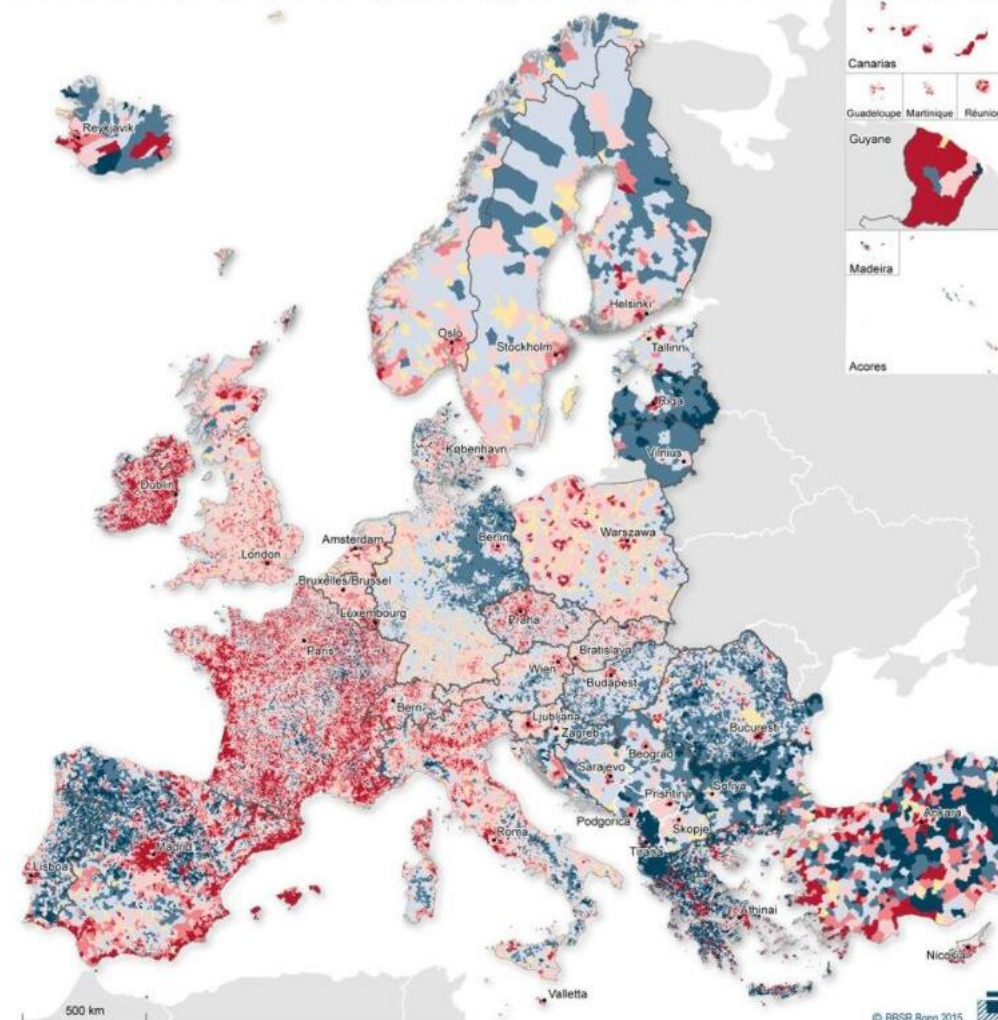 Canarias
Guadeloupe
Martinique
Réunion
Guyane
Madeira
Acores
Reykjavík
Oslo
Stockholm
Helsinki
Tallinn
Riga
Vilnius
København
Dublin
London
Amsterdam
Berlin
Warszawa
Bruxelles/Brussel
Luxembourg
Praha
Paris
Bratislava
Wien
Budapest
Bern
Ljubljana
Zagreb
Bucuresti
Beograd
Sarajevo
Prishtina
Sofiya
Podgorica
Skopje
Tirana
Ankara
Roma
Madrid
Lisboa
Athinai
Nicosia
Valletta
500 km
© BBSR Bonn 2015